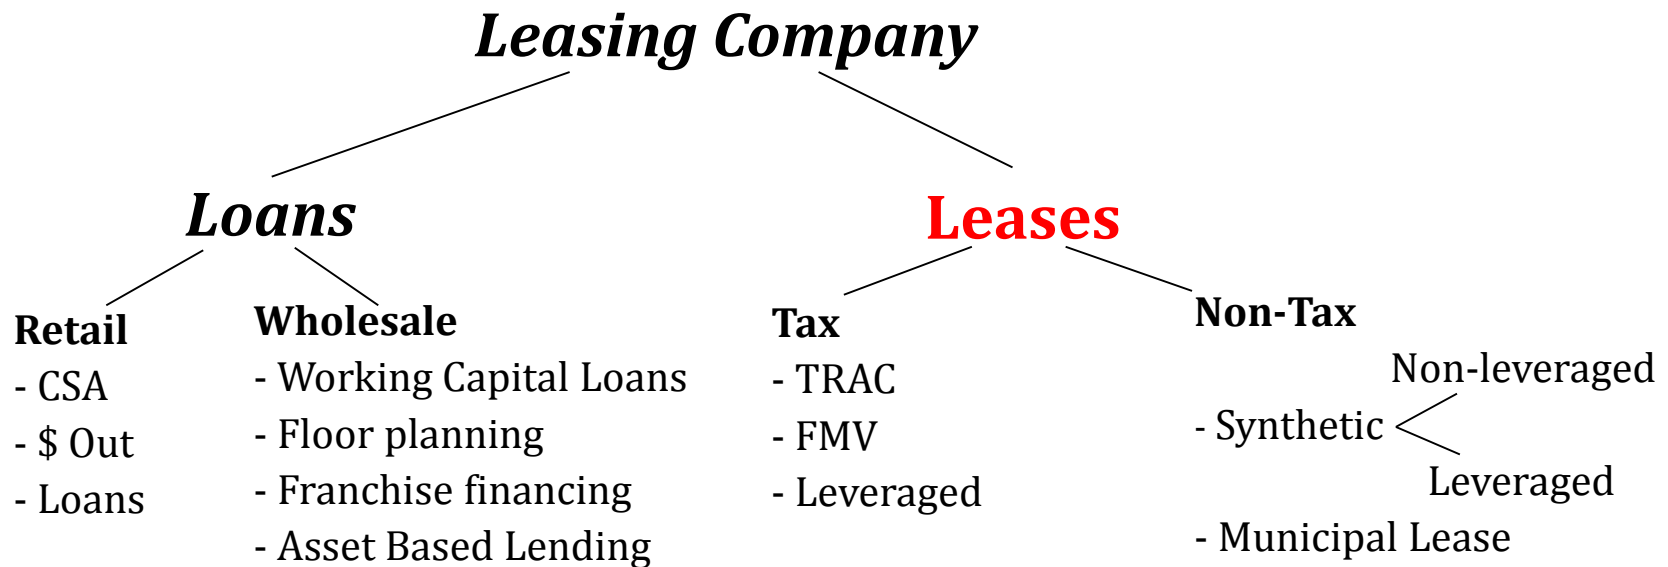 Leasing Company
Loans
Leases
Retail
- CSA
- $ Out
- Loans
Wholesale
- Working Capital Loans
- Floor planning
- Franchise financing
- Asset Based Lending
Tax
- TRAC
- FMV
- Leveraged
Non-Tax
Non-leveraged
- Synthetic
Leveraged
- Municipal Lease